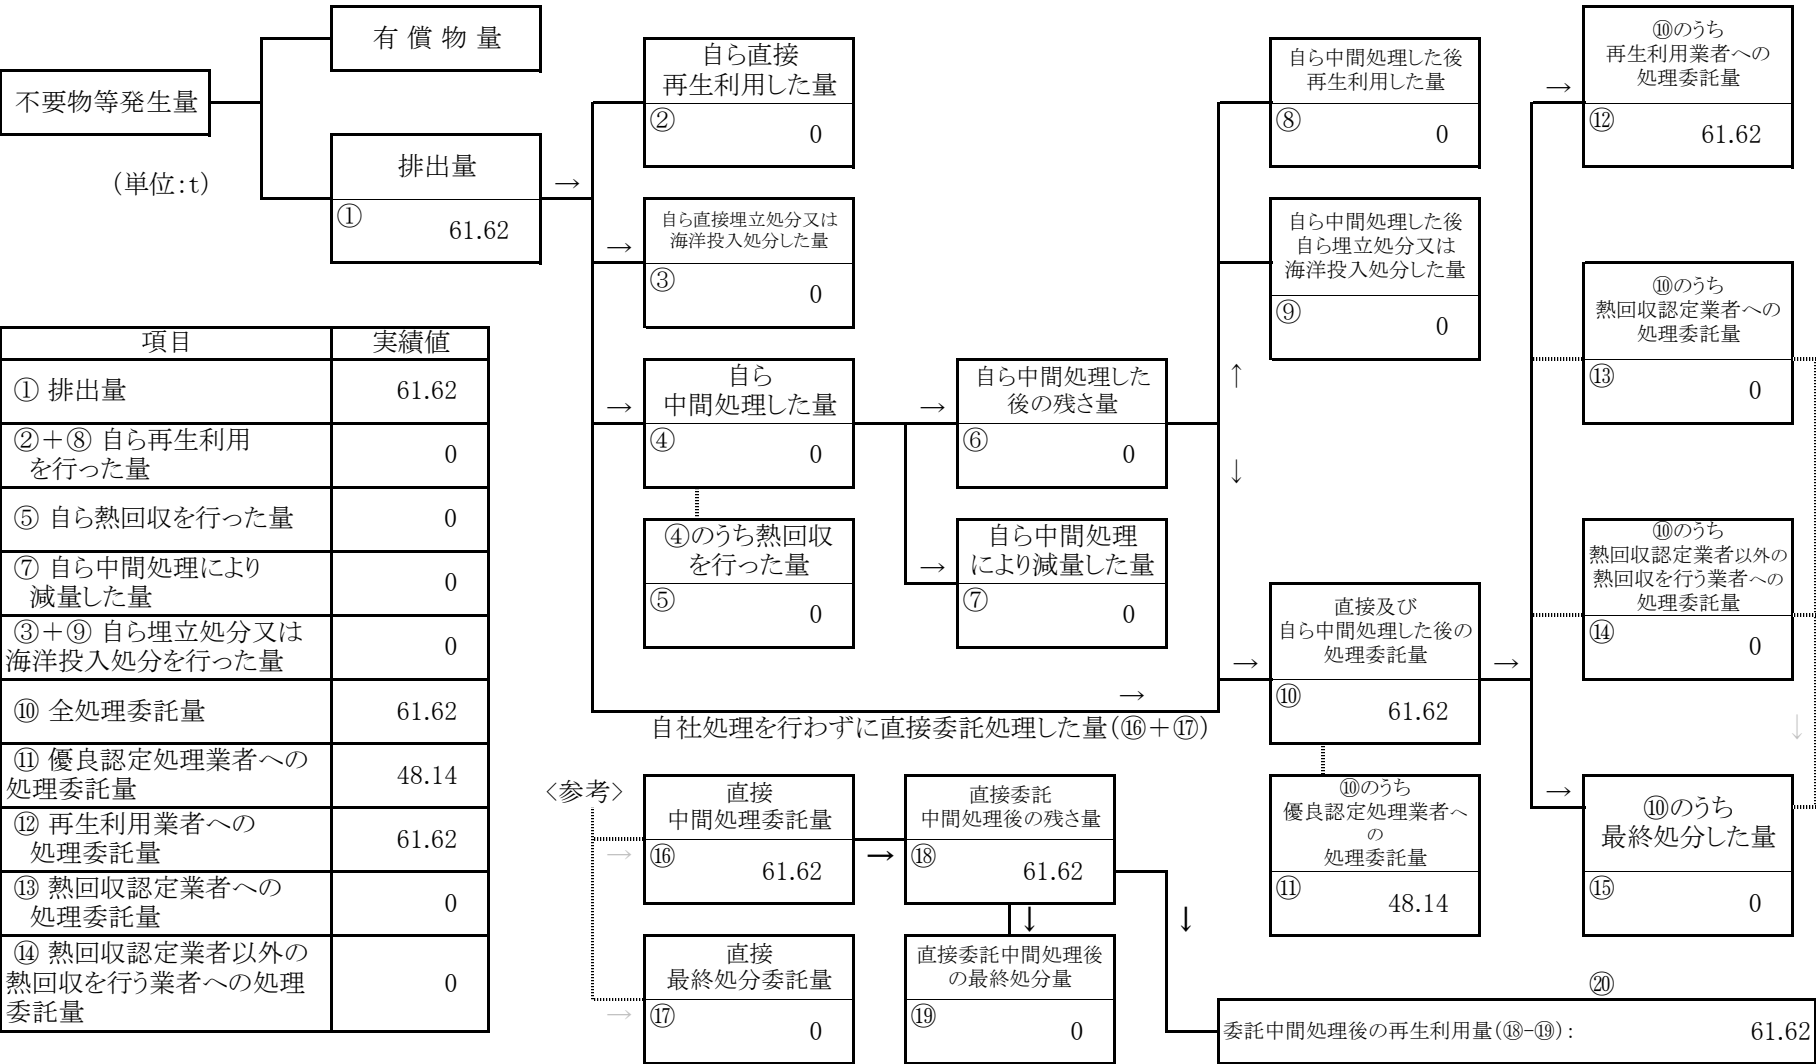 有 償 物 量
不要物等発生量
(単位:t)
排出量
①
61.62
→
自ら直接
再生利用した量
②
0
→
自ら直接埋立処分又は
海洋投入処分した量
③
0
→
自ら
中間処理した量
④
0
④のうち熱回収
を行った量
⑤
0
→
自ら中間処理した
後の残さ量
⑥
0
→
自ら中間処理
により減量した量
⑦
0
↑
↓
自ら中間処理した後
再生利用した量
⑧
0
自ら中間処理した後
自ら埋立処分又は
海洋投入処分した量
⑨
0
→
自社処理を行わずに直接委託処理した量(⑯+⑰)
→
直接及び
自ら中間処理した後の
処理委託量
⑩
61.62
⑩のうち
優良認定処理業者へ
の
処理委託量
⑪
48.14
→
→
⑩のうち
再生利用業者への
処理委託量
⑫
61.62
⑩のうち
熱回収認定業者への
処理委託量
⑬
0
⑩のうち
熱回収認定業者以外の
熱回収を行う業者への
処理委託量
⑭
0
↓
→
⑩のうち
最終処分した量
⑮
0
項目 実績値
① 排出量 61.62
②+⑧ 自ら再生利用
を行った量 0
⑤ 自ら熱回収を行った量 0
⑦ 自ら中間処理により
減量した量 0
③+⑨ 自ら埋立処分又は
海洋投入処分を行った量 0
⑩ 全処理委託量 61.62
⑪ 優良認定処理業者への
処理委託量 48.14
⑫ 再生利用業者への
処理委託量 61.62
⑬ 熱回収認定業者への
処理委託量 0
⑭ 熱回収認定業者以外の
熱回収を行う業者への処理
委託量 0
<参考>
→
直接
中間処理委託量
⑯
61.62
→
直接委託
中間処理後の残さ量
⑱
61.62
↓
↓
→
直接
最終処分委託量
⑰
0
直接委託中間処理後
の最終処分量
⑲
0
⑳
委託中間処理後の再生利用量(⑱-⑲): 61.62